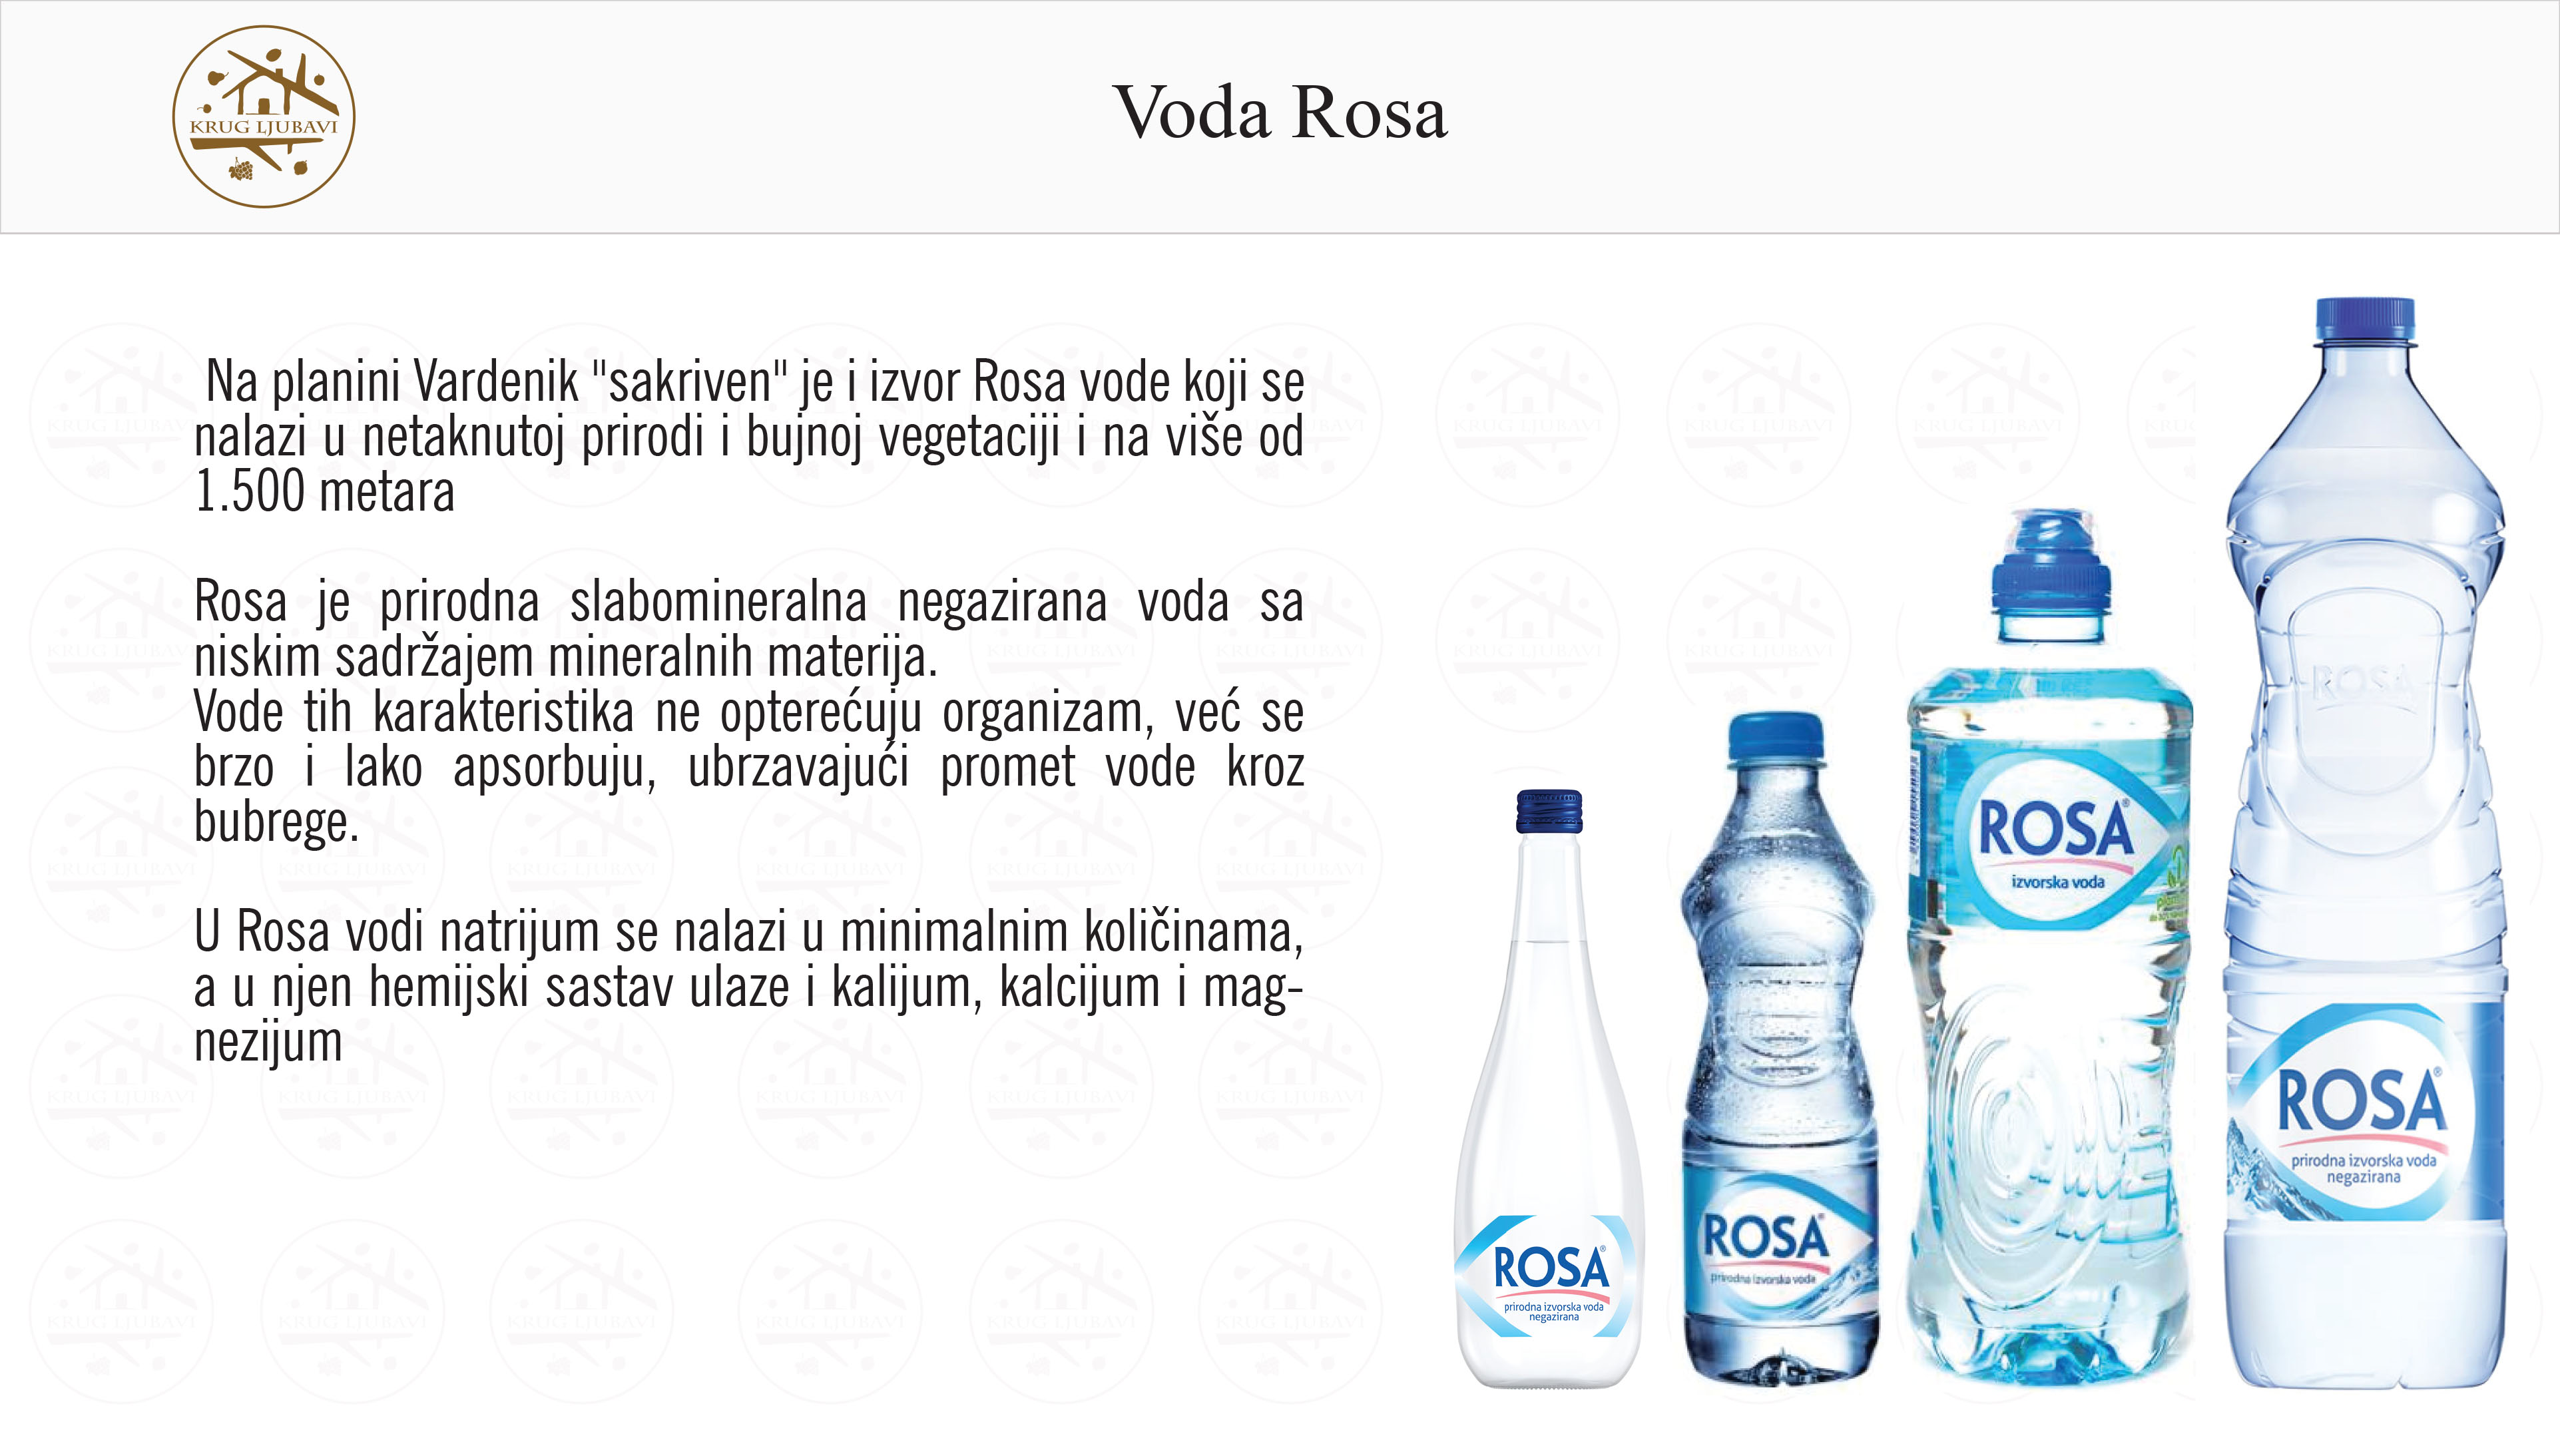 KRUG LJUBAVI
Voda Rosa
Na planini Vardenik "sakriven" je i izvor Rosa vode koji se
nalazi u netaknutoj prirodi i bujnoj vegetaciji i na više od
1.500 metara
Rosa je prirodna slabomineralna negazirana voda sa
niskim sadržajem mineralnih materija.
Vode tih karakteristika ne opterećuju organizam, već se
brzo i lako apsorbuju, ubrzavajući promet vode kroz
bubrege.
U Rosa vodi natrijum se nalazi u minimalnim količinama,
a u njen hemijski sastav ulaze i kalijum, kalcijum i mag-
nezijum
ROSA®
prirodna izvorska voda
negazirana
ROSA®
prirodna izvorska voda
ROSA®
izvorska voda
ROSA
ROSA®
prirodna izvorska voda
negazirana